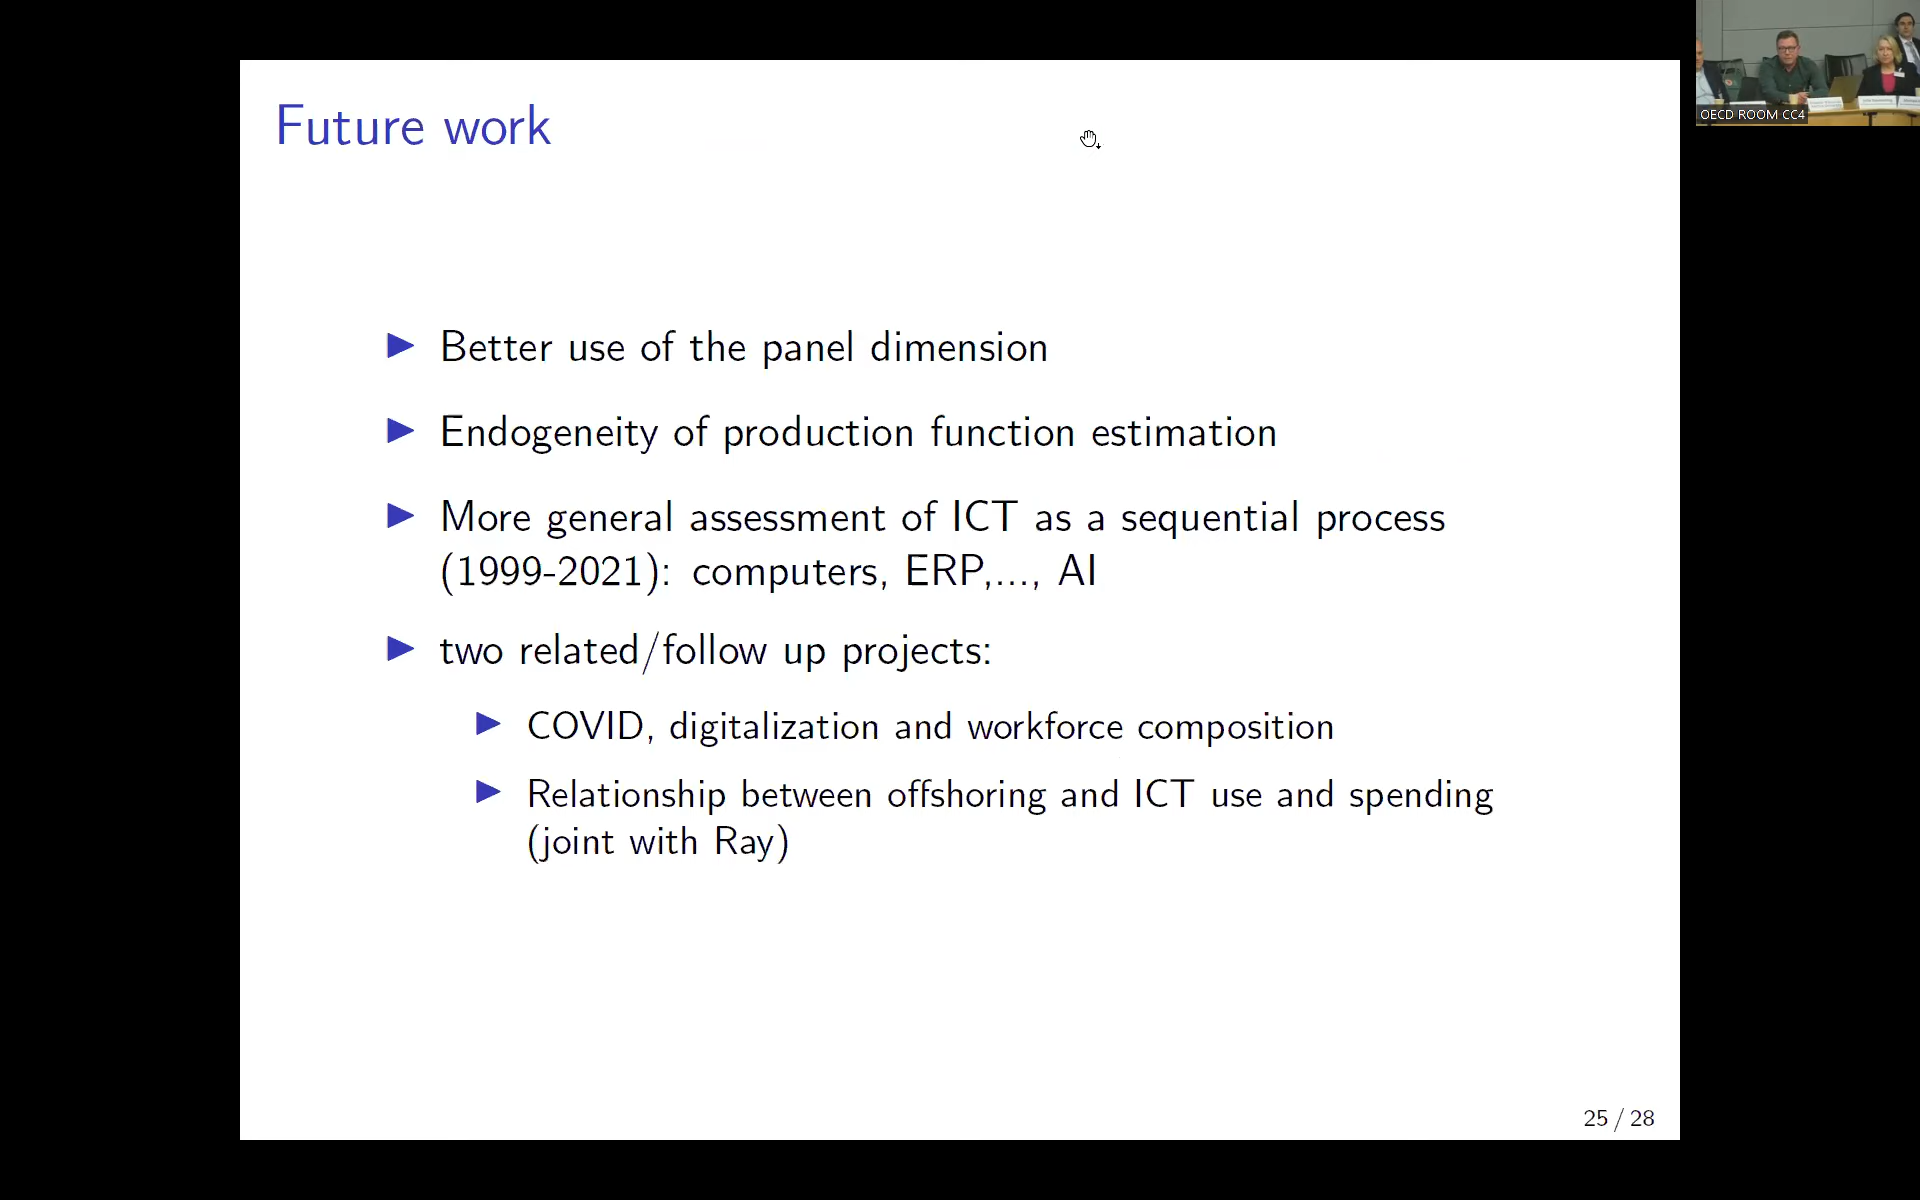 OECD ROOM CC4
Future work
Better use of the panel dimension
Endogeneity of production function estimation
More general assessment of ICT as a sequential process
(1999-2021): computers, ERP,..., AI
two related/follow up projects:
COVID, digitalization and workforce composition
Relationship between offshoring and ICT use and spending
(joint with Ray)
25 / 28